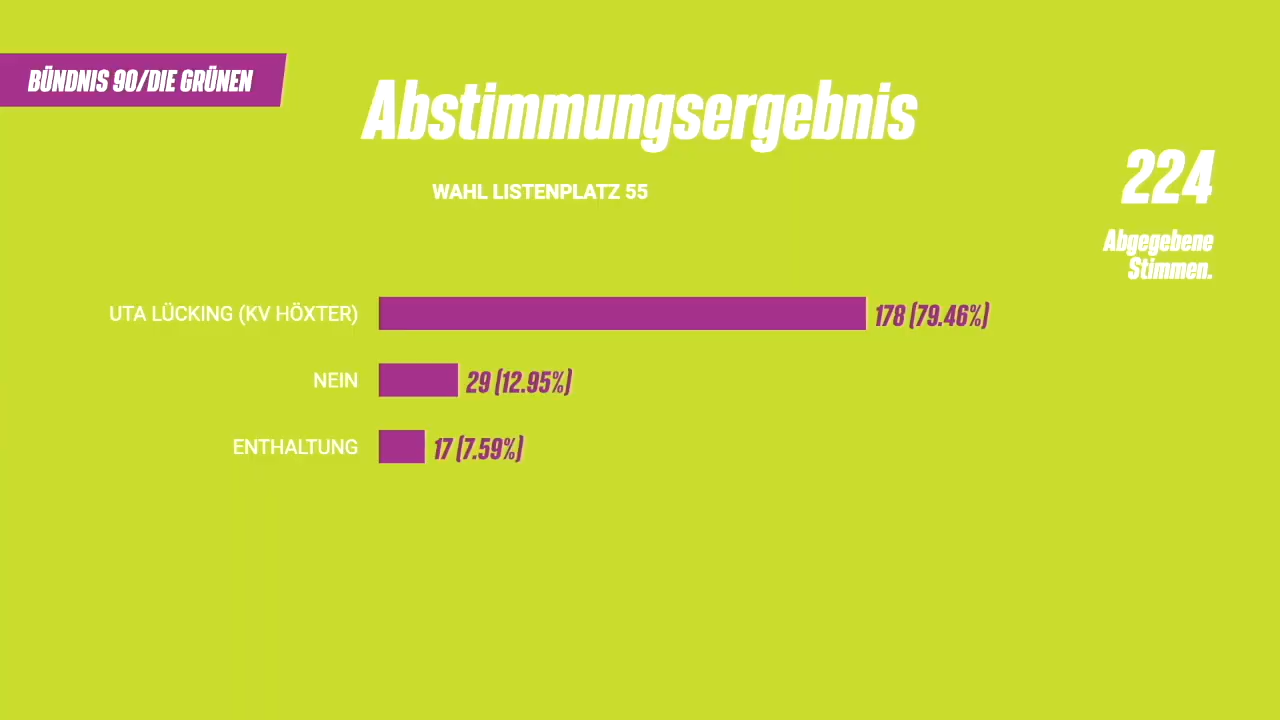 BÜNDNIS 90/DIE GRÜNEN
Abstimmungsergebnis
WAHL LISTENPLATZ 55
224
Abgegebene
Stimmen.
UTA LÜCKING (KV HÖXTER) 178 (79.46%)
NEIN 29 (12.95%)
ENTHALTUNG 17 (7.59%)